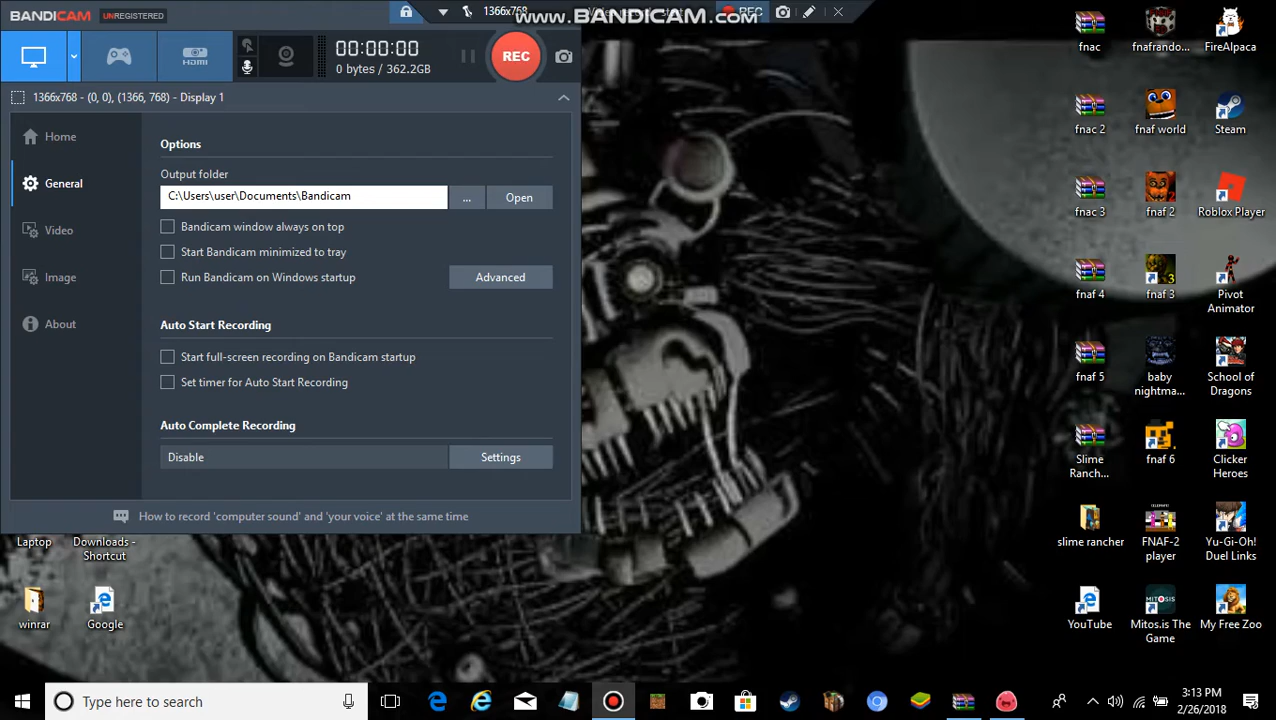 BANDICAM UNREGISTERED
1366x768
www.BANDICAM.com
REC
HDMI
00:00:00
0 bytes / 362.2GB
REC
1366x768 - (0, 0), (1366, 768) - Display 1
Home
General
Video
Image
About
Options
Output folder
C:\Users\user\Documents\Bandicam
...
Open
Bandicam window always on top
Start Bandicam minimized to tray
Run Bandicam on Windows startup
Advanced
Auto Start Recording
Start full-screen recording on Bandicam startup
Set timer for Auto Start Recording
Auto Complete Recording
Disable
Settings
How to record 'computer sound' and 'your voice' at the same time
Laptop
Downloads -
Shortcut
winrar
Google
fnac
fnafrando...
FireAlpaca
fnac 2
fnaf world
Steam
fnac 3
fnaf 2
Roblox Player
fnaf 4
fnaf 3
Pivot
Animator
fnaf 5
baby
nightma...
School of
Dragons
Slime
Ranch...
fnaf 6
Clicker
Heroes
slime rancher
FNAF-2
player
Yu-Gi-Oh!
Duel Links
YouTube
MITOSIS
Mitos.is The
Game
My Free Zoo
Type here to search
:13 PM
2/26/2018